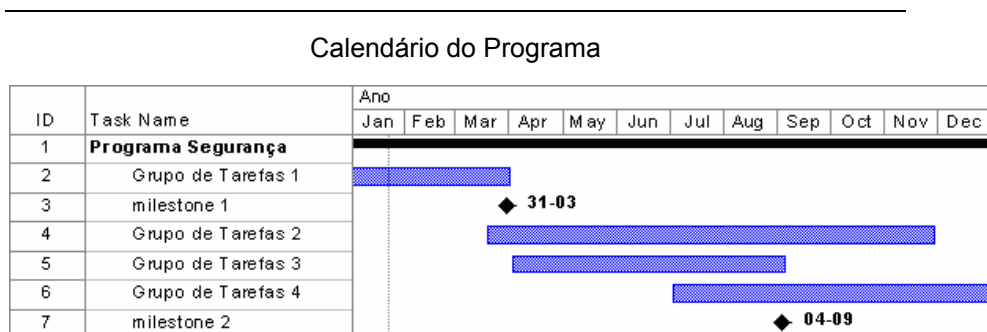 Calendário do Programa
Ano
ID Task Name Jan Feb Mar Apr May Jun Jul Aug Sep Oct Nov Dec
1 Programa Segurança
2 Grupo de Tarefas 1
3 milestone 1 31-03
4 Grupo de Tarefas 2
5 Grupo de Tarefas 3
6 Grupo de Tarefas 4
7 milestone 2 04-09